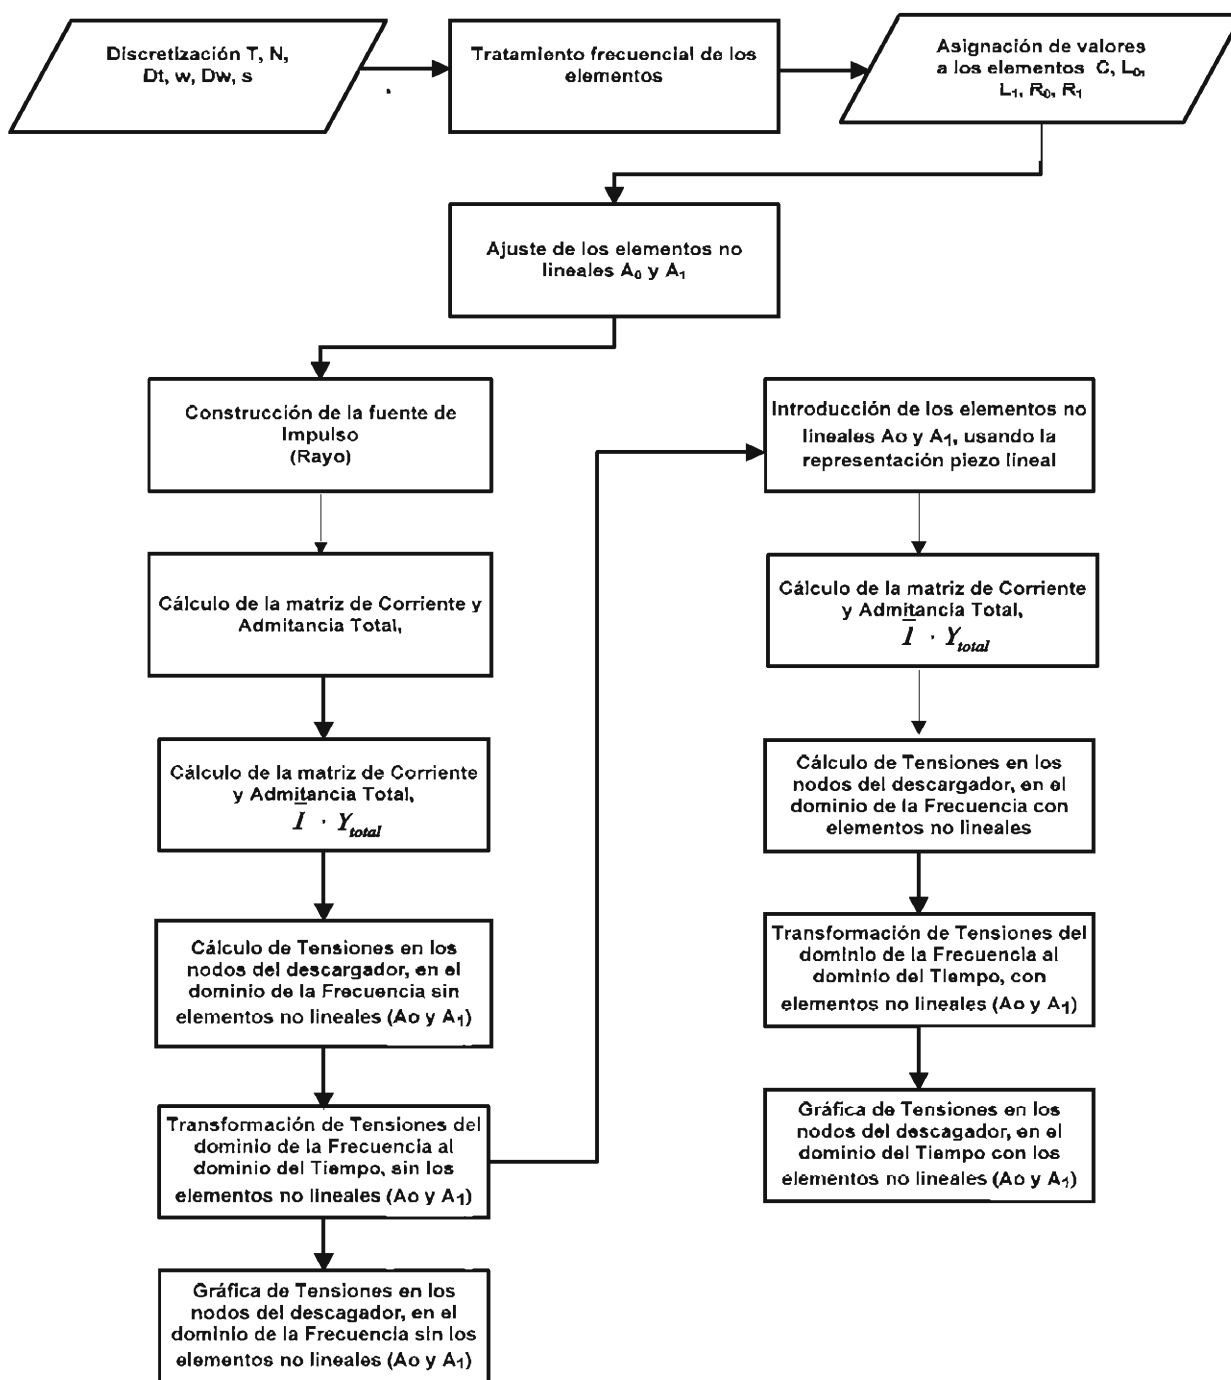 Discretización T, N,
Dt, w, Dw, s
Tratamiento frecuencial de los
elementos
Asignación de valores
a los elementos C, L₀,
L₁, R₀, R₁
Ajuste de los elementos no
lineales A₀ y A₁
Construcción de la fuente de
Impulso
(Rayo)
Cálculo de la matriz de Corriente y
Admitancia Total,
Cálculo de la matriz de Corriente
y Admitancia Total,
Ī · Y_total
Cálculo de Tensiones en los
nodos del descargador, en el
dominio de la Frecuencia sin
elementos no lineales (Ao y A₁)
Transformación de Tensiones del
dominio de la Frecuencia al
dominio del Tiempo, sin los
elementos no lineales (Ao y A₁)
Gráfica de Tensiones en los
nodos del descagador, en el
dominio de la Frecuencia sin los
elementos no lineales (Ao y A₁)
Introducción de los elementos no
lineales Ao y A₁, usando la
representación piezo lineal
Cálculo de la matriz de Corriente
y Admitancia Total,
Ī · Y_total
Cálculo de Tensiones en los
nodos del descargador, en el
dominio de la Frecuencia con
elementos no lineales
Transformación de Tensiones del
dominio de la Frecuencia al
dominio del Tiempo, con
elementos no lineales (Ao y A₁)
Gráfica de Tensiones en los
nodos del descagador, en el
dominio del Tiempo con los
elementos no lineales (Ao y A₁)